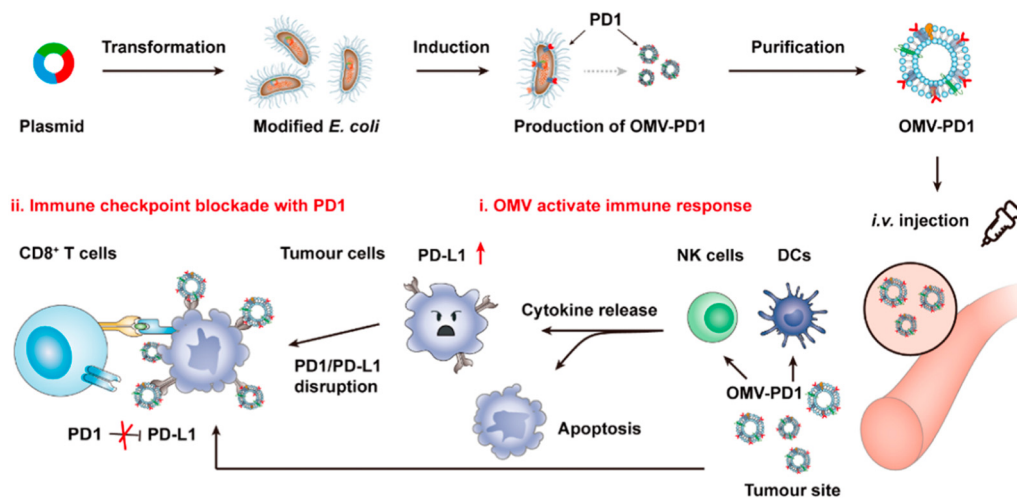 PD1
Transformation
Induction
Purification
Plasmid
Modified E. coli
Production of OMV-PD1
OMV-PD1
ii. Immune checkpoint blockade with PD1
i. OMV activate immune response
i.v. injection
CD8⁺ T cells
Tumour cells
PD-L1
NK cells
DCs
Cytokine release
PD1/PD-L1
disruption
OMV-PD1
Apoptosis
PD1
PD-L1
Tumour site